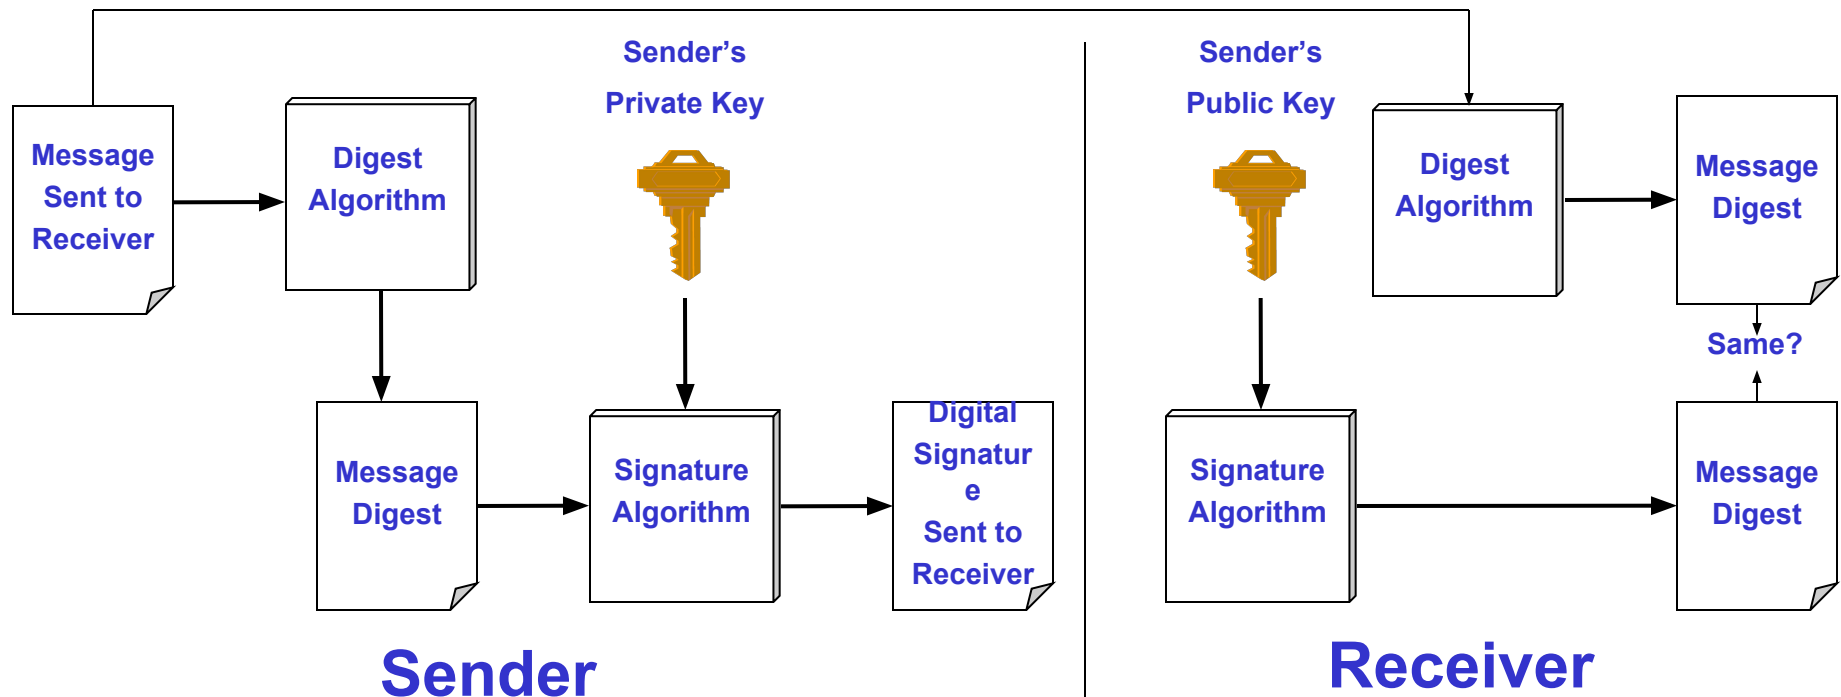 Sender’s
Private Key
Sender’s
Public Key
Message
Sent to
Receiver
Digest
Algorithm
Digest
Algorithm
Message
Digest
Same?
Message
Digest
Signature
Algorithm
Digital
Signatur
e
Sent to
Receiver
Signature
Algorithm
Message
Digest
Sender
Receiver